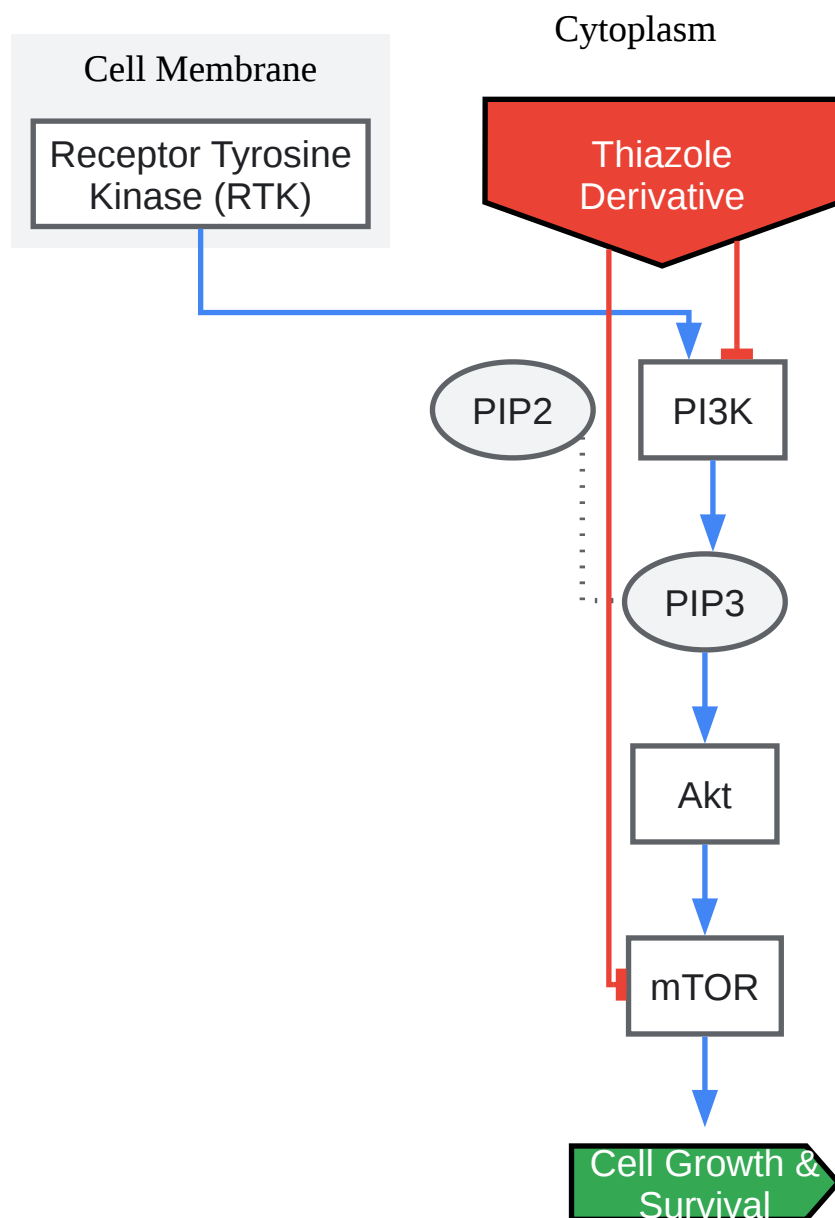 Cytoplasm
Cell Membrane
Receptor Tyrosine
Kinase (RTK)
Thiazole
Derivative
PIP2
PI3K
PIP3
Akt
mTOR
Cell Growth &
Survival